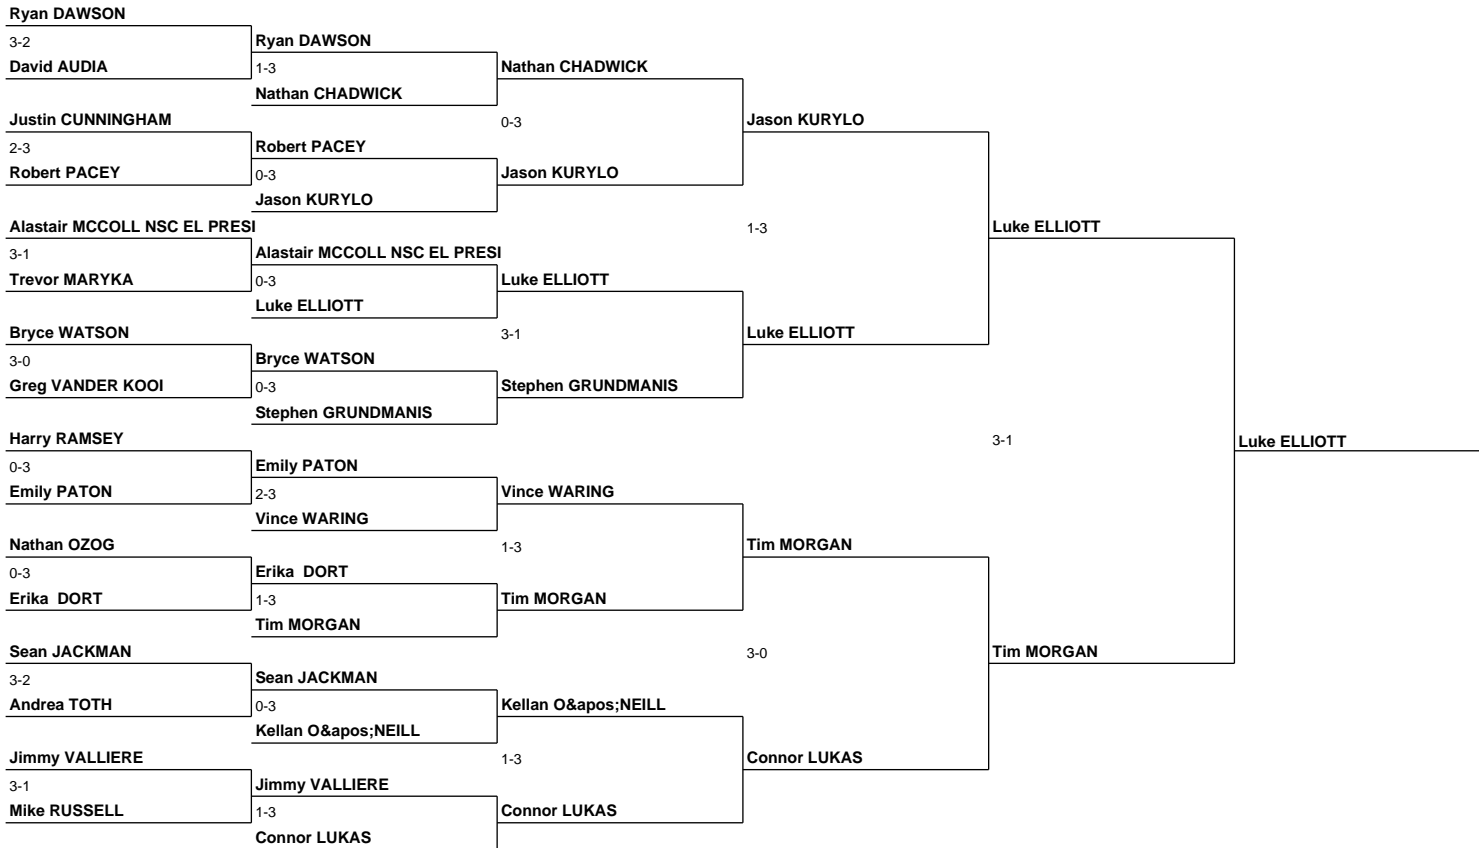 Ryan DAWSON
3-2
David AUDIA
Justin CUNNINGHAM
2-3
Robert PACEY
Alastair MCCOLL NSC EL PRESI
3-1
Trevor MARYKA
Bryce WATSON
3-0
Greg VANDER KOOI
Harry RAMSEY
0-3
Emily PATON
Nathan OZOG
0-3
Erika  DORT
Sean JACKMAN
3-2
Andrea TOTH
Jimmy VALLIERE
3-1
Mike RUSSELL
Ryan DAWSON
1-3
Nathan CHADWICK
Robert PACEY
0-3
Jason KURYLO
Alastair MCCOLL NSC EL PRESI
0-3
Luke ELLIOTT
Bryce WATSON
0-3
Stephen GRUNDMANIS
Emily PATON
2-3
Vince WARING
Erika  DORT
1-3
Tim MORGAN
Sean JACKMAN
0-3
Kellan O&apos;NEILL
Jimmy VALLIERE
1-3
Connor LUKAS
Nathan CHADWICK
0-3
Jason KURYLO
Luke ELLIOTT
3-1
Stephen GRUNDMANIS
Vince WARING
1-3
Tim MORGAN
Kellan O&apos;NEILL
1-3
Connor LUKAS
Jason KURYLO
1-3
Luke ELLIOTT
Tim MORGAN
3-0
Connor LUKAS
Luke ELLIOTT
3-1
Tim MORGAN
Luke ELLIOTT